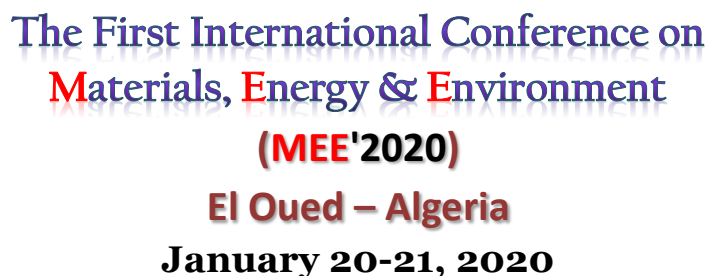 The First International Conference on
Materials, Energy & Environment
(MEE'2020)
El Oued – Algeria
January 20-21, 2020